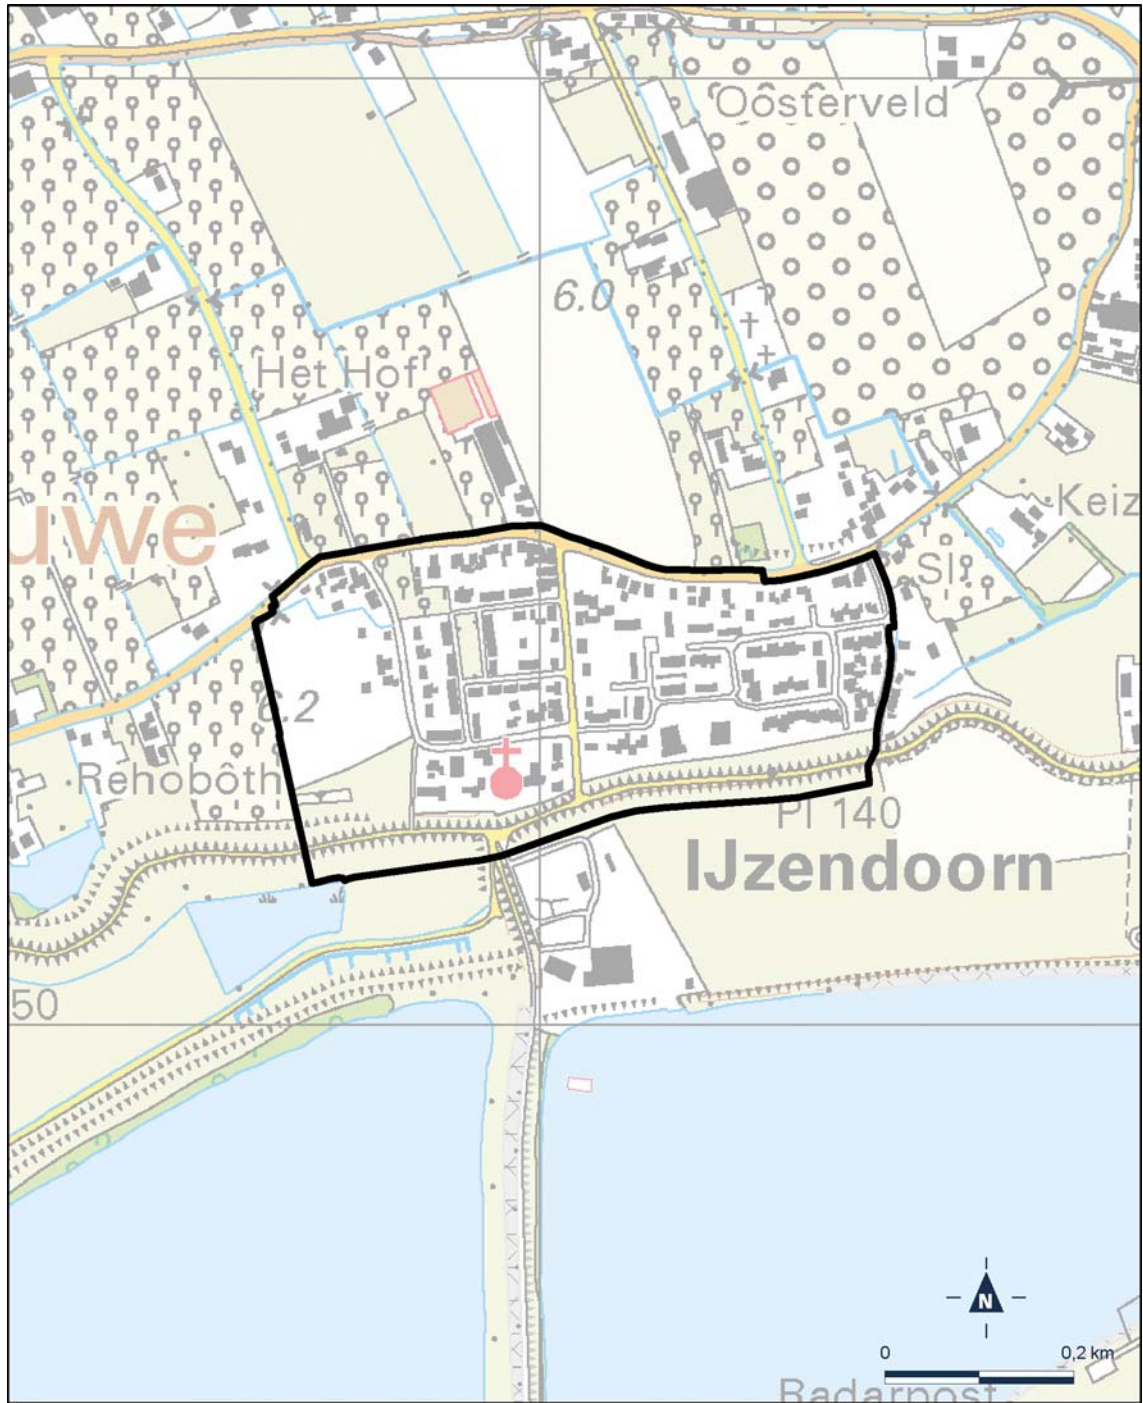 Oosterveld
6.0
Het Hof
uwe
Keiz
Sl.
6.2
Rehobôth
Pl 140
IJzendoorn
50
N
0 0,2 km
Radarpost